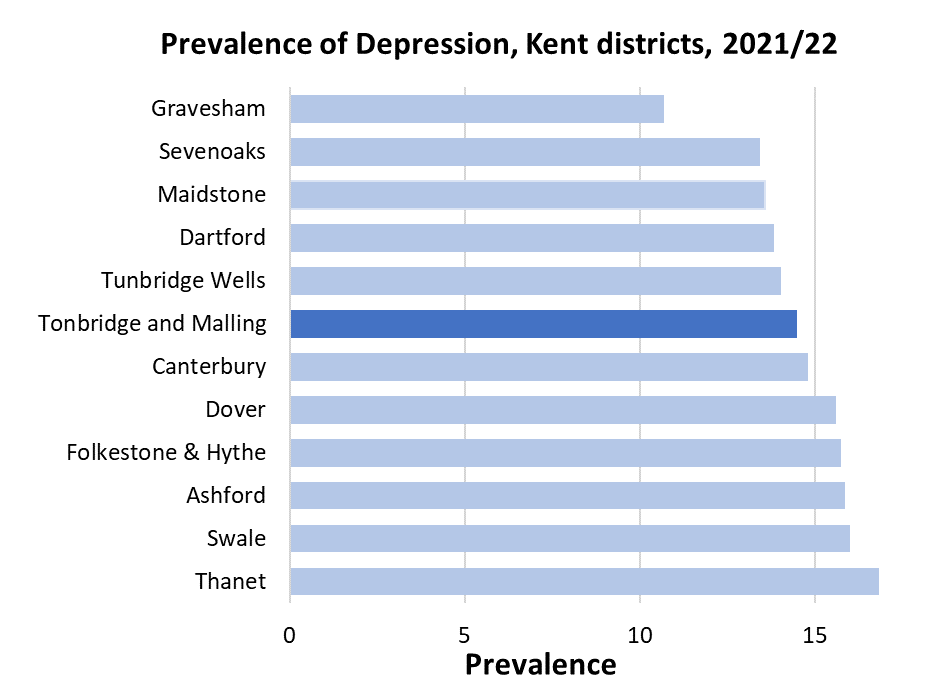 Prevalence of Depression, Kent districts, 2021/22
Gravesham
Sevenoaks
Maidstone
Dartford
Tunbridge Wells
Tonbridge and Malling
Canterbury
Dover
Folkestone & Hythe
Ashford
Swale
Thanet
0 5 10 15
Prevalence